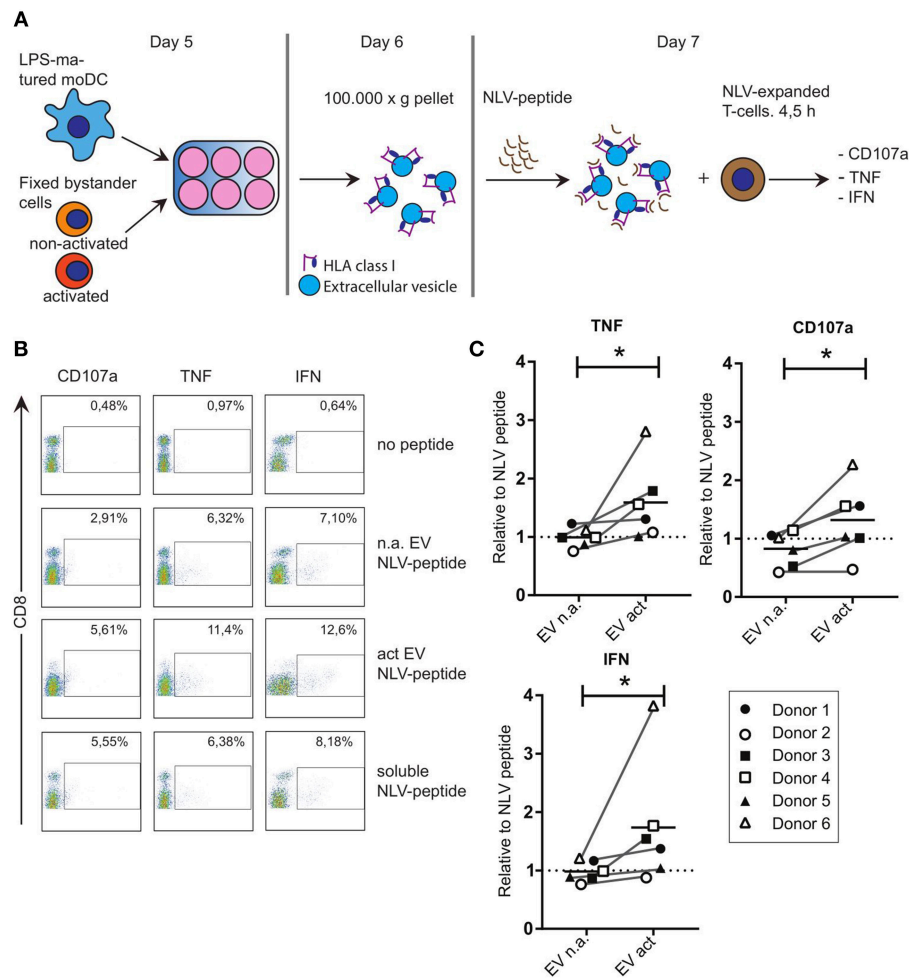 A
Day 5
Day 6
Day 7
LPS-ma-
tured moDC
Fixed bystander
cells
non-activated
activated
100.000 x g pellet
HLA class I
Extracellular vesicle
NLV-peptide
NLV-expanded
T-cells. 4,5 h
- CD107a
- TNF
- IFN
+
B
CD107a TNF IFN
0,48% 0,97% 0,64%
no peptide
2,91% 6,32% 7,10%
n.a. EV
NLV-peptide
5,61% 11,4% 12,6%
act EV
NLV-peptide
5,55% 6,38% 8,18%
soluble
NLV-peptide
CD8
C
TNF
*
Relative to NLV peptide
4
3
2
1
0
EV n.a.
EV act
CD107a
*
Relative to NLV peptide
4
3
2
1
0
EV n.a.
EV act
IFN
*
Relative to NLV peptide
4
3
2
1
0
EV n.a.
EV act
Donor 1
Donor 2
Donor 3
Donor 4
Donor 5
Donor 6